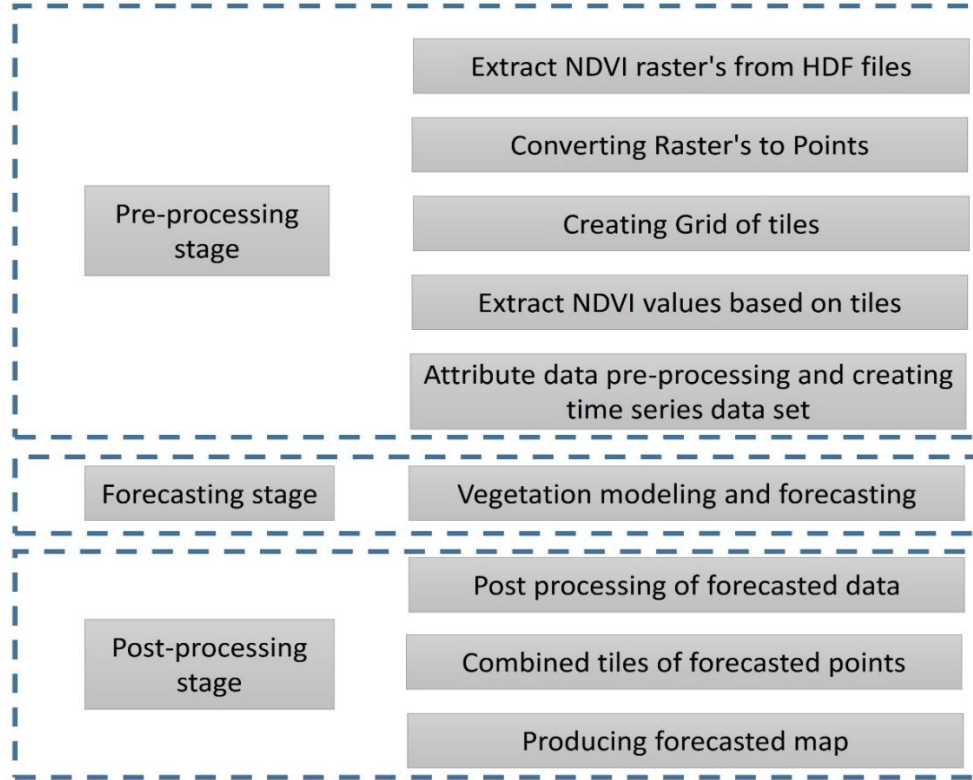 Pre-processing
stage
Extract NDVI raster's from HDF files
Converting Raster's to Points
Creating Grid of tiles
Extract NDVI values based on tiles
Attribute data pre-processing and creating
time series data set
Forecasting stage
Vegetation modeling and forecasting
Post-processing
stage
Post processing of forecasted data
Combined tiles of forecasted points
Producing forecasted map